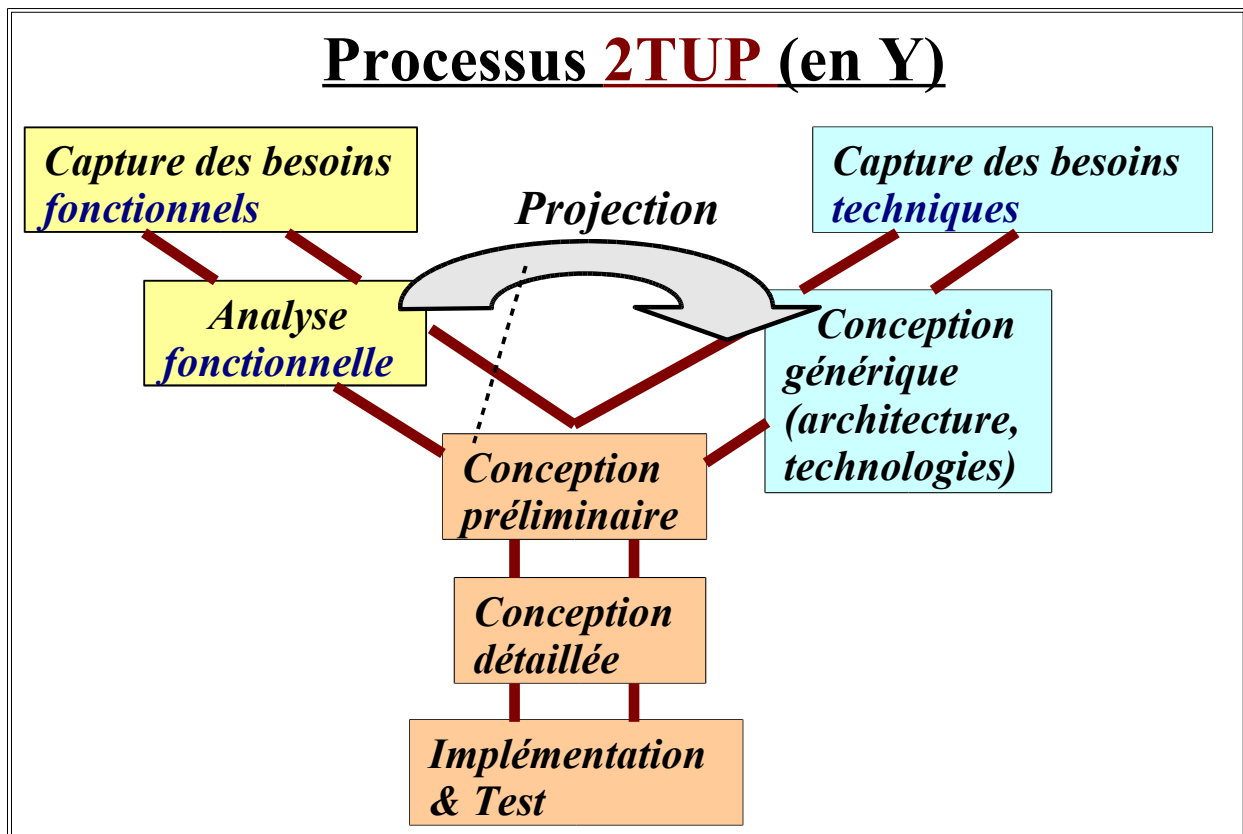 Processus 2TUP (en Y)
Capture des besoins
fonctionnels
Capture des besoins
techniques
Projection
Analyse
fonctionnelle
Conception
générique
(architecture,
technologies)
Conception
préliminaire
Conception
détaillée
Implémentation
& Test